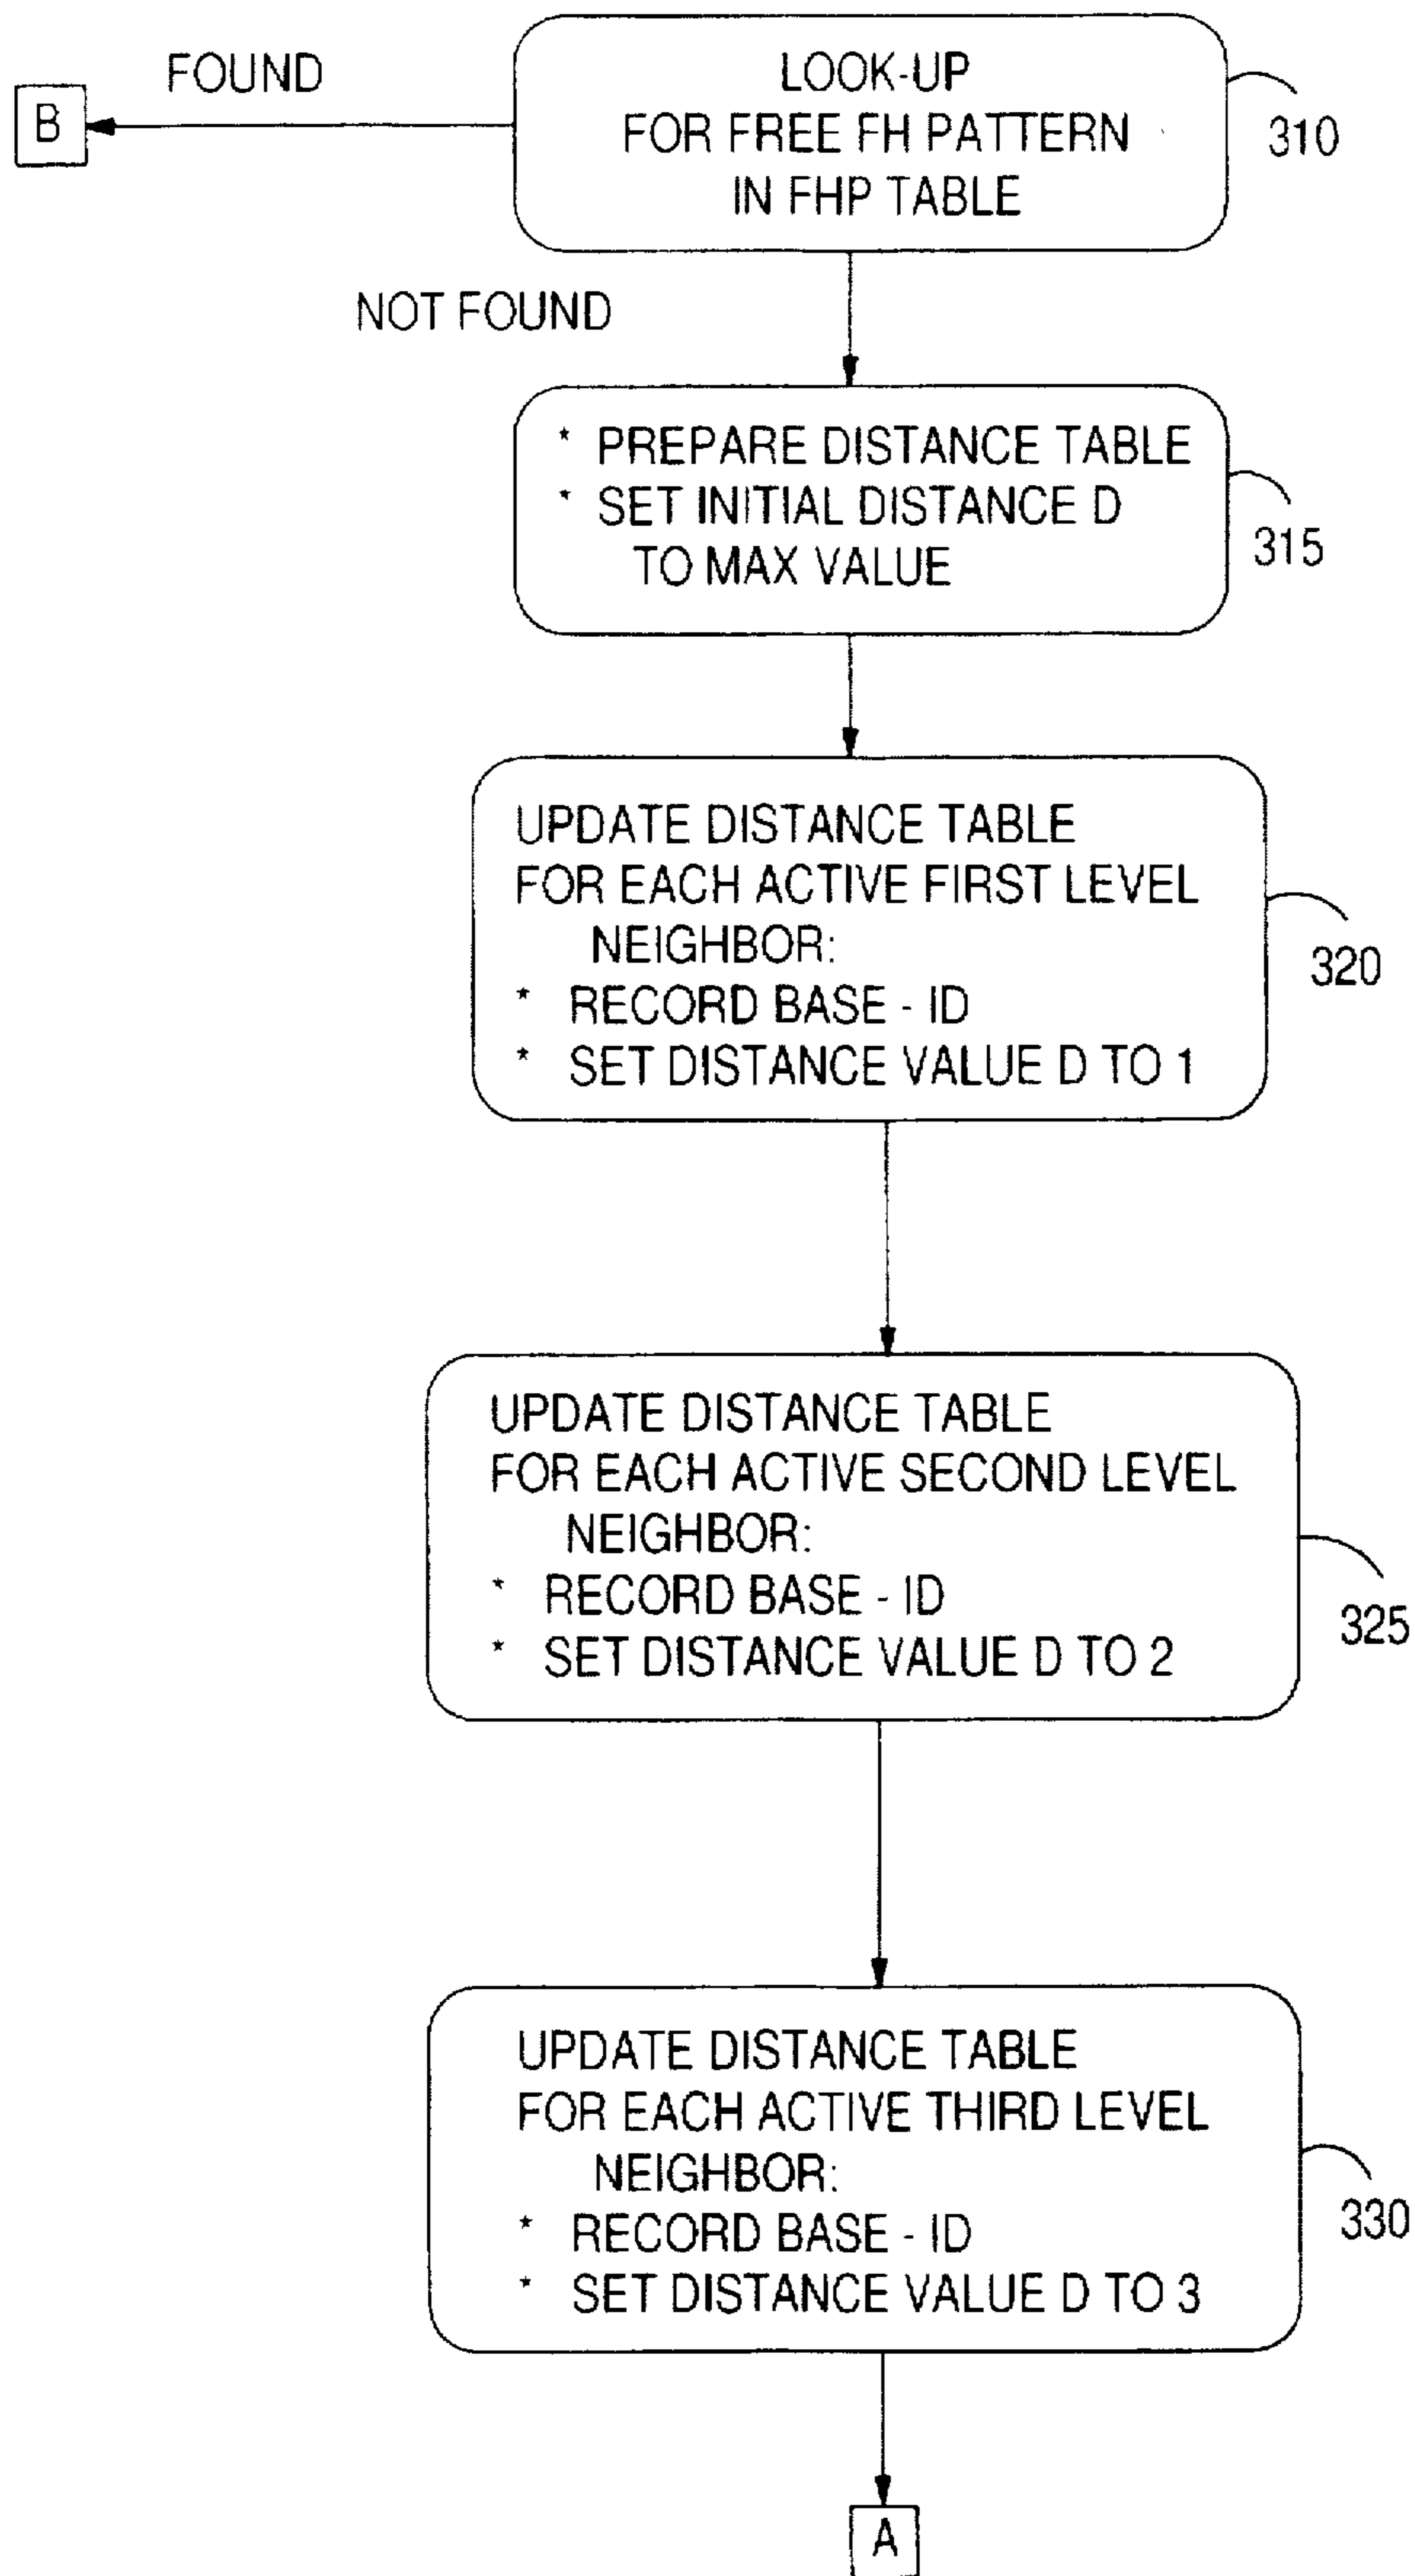 FOUND
B
LOOK-UP
FOR FREE FH PATTERN
IN FHP TABLE
310
NOT FOUND
* PREPARE DISTANCE TABLE
* SET INITIAL DISTANCE D
TO MAX VALUE
315
UPDATE DISTANCE TABLE
FOR EACH ACTIVE FIRST LEVEL
NEIGHBOR:
* RECORD BASE - ID
* SET DISTANCE VALUE D TO 1
320
UPDATE DISTANCE TABLE
FOR EACH ACTIVE SECOND LEVEL
NEIGHBOR:
* RECORD BASE - ID
* SET DISTANCE VALUE D TO 2
325
UPDATE DISTANCE TABLE
FOR EACH ACTIVE THIRD LEVEL
NEIGHBOR:
* RECORD BASE - ID
* SET DISTANCE VALUE D TO 3
330
A